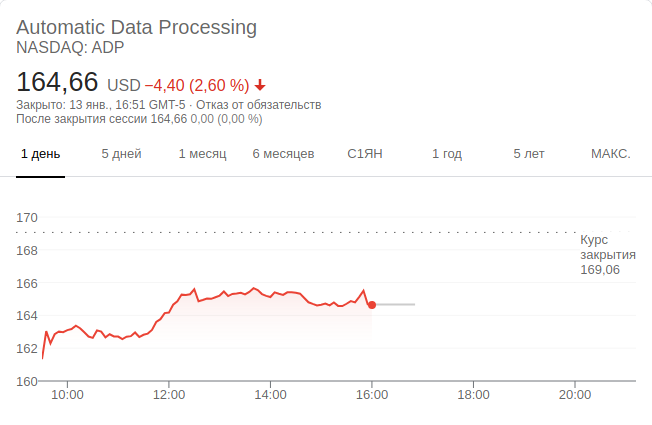 Automatic Data Processing
NASDAQ: ADP
164,66 USD −4,40 (2,60 %)
Закрыто: 13 янв., 16:51 GMT-5 · Отказ от обязательств
После закрытия сессии 164,66 0,00 (0,00 %)
1 день 5 дней 1 месяц 6 месяцев С1ЯН 1 год 5 лет МАКС.
170
168
166
164
162
160
Курс
закрытия
169,06
10:00 12:00 14:00 16:00 18:00 20:00